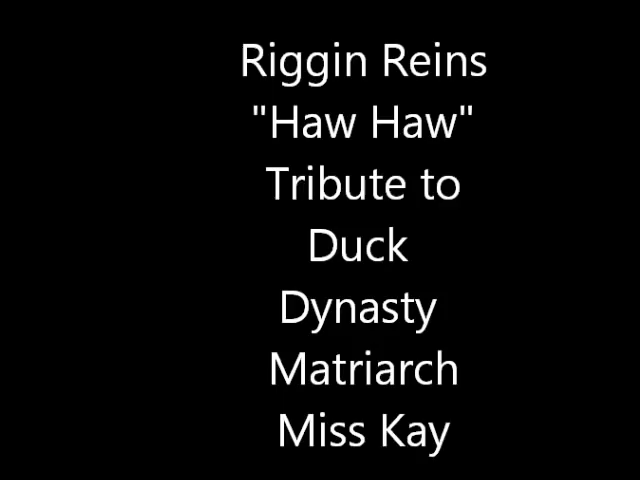 Riggin Reins
"Haw Haw"
Tribute to
Duck
Dynasty
Matriarch
Miss Kay